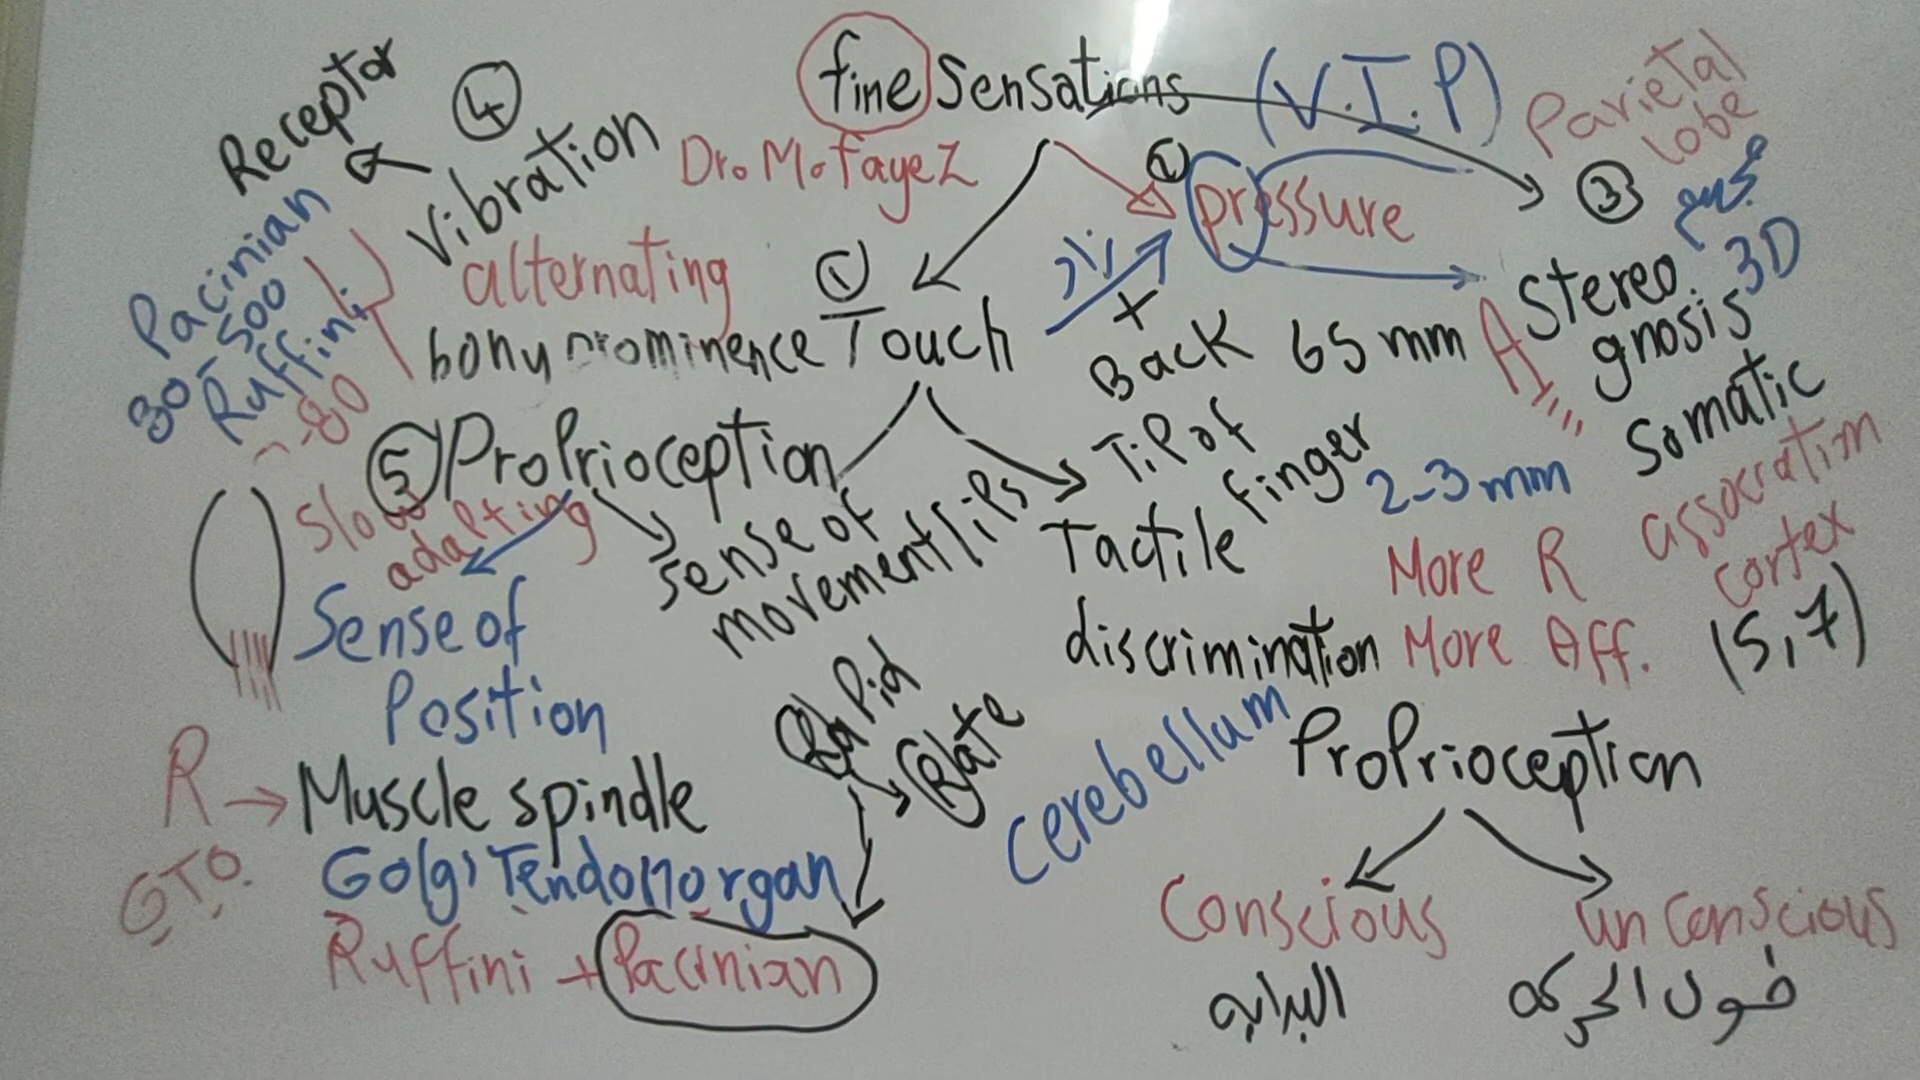 fine sensations (V.I.P)
Dr. M. fayez
Receptor
④
Vibration
alternating
bony prominence
Pacinian
30-500
Ruffini
-80
① Touch
pressure
③
Parietal
lobe
Stereo
gnosis
3D
Somatic
association
cortex
(5,7)
+
Back 65 mm
Tip of
finger
lips
2-3 mm
Tactile
discrimination
More R
More Aff.
⑤ Proprioception
Slow
adapting
Sense of
Position
sense of
movement
Rapid
Rate
R → Muscle spindle
GTO.
Golgi Tendon organ
Ruffini + Pacinian
cerebellum
Proprioception
Conscious
unconscious
البداية
خلال الحركة